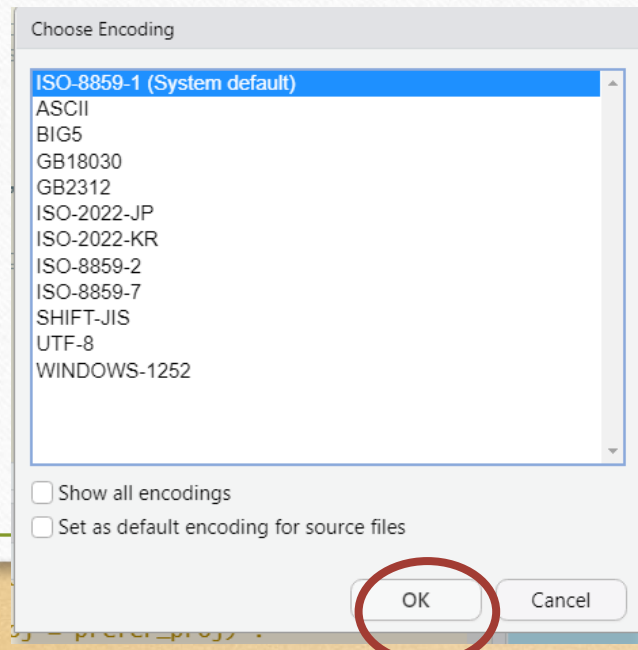 Choose Encoding
ISO-8859-1 (System default)
ASCII
BIG5
GB18030
GB2312
ISO-2022-JP
ISO-2022-KR
ISO-8859-2
ISO-8859-7
SHIFT-JIS
UTF-8
WINDOWS-1252
Show all encodings
Set as default encoding for source files
OK Cancel